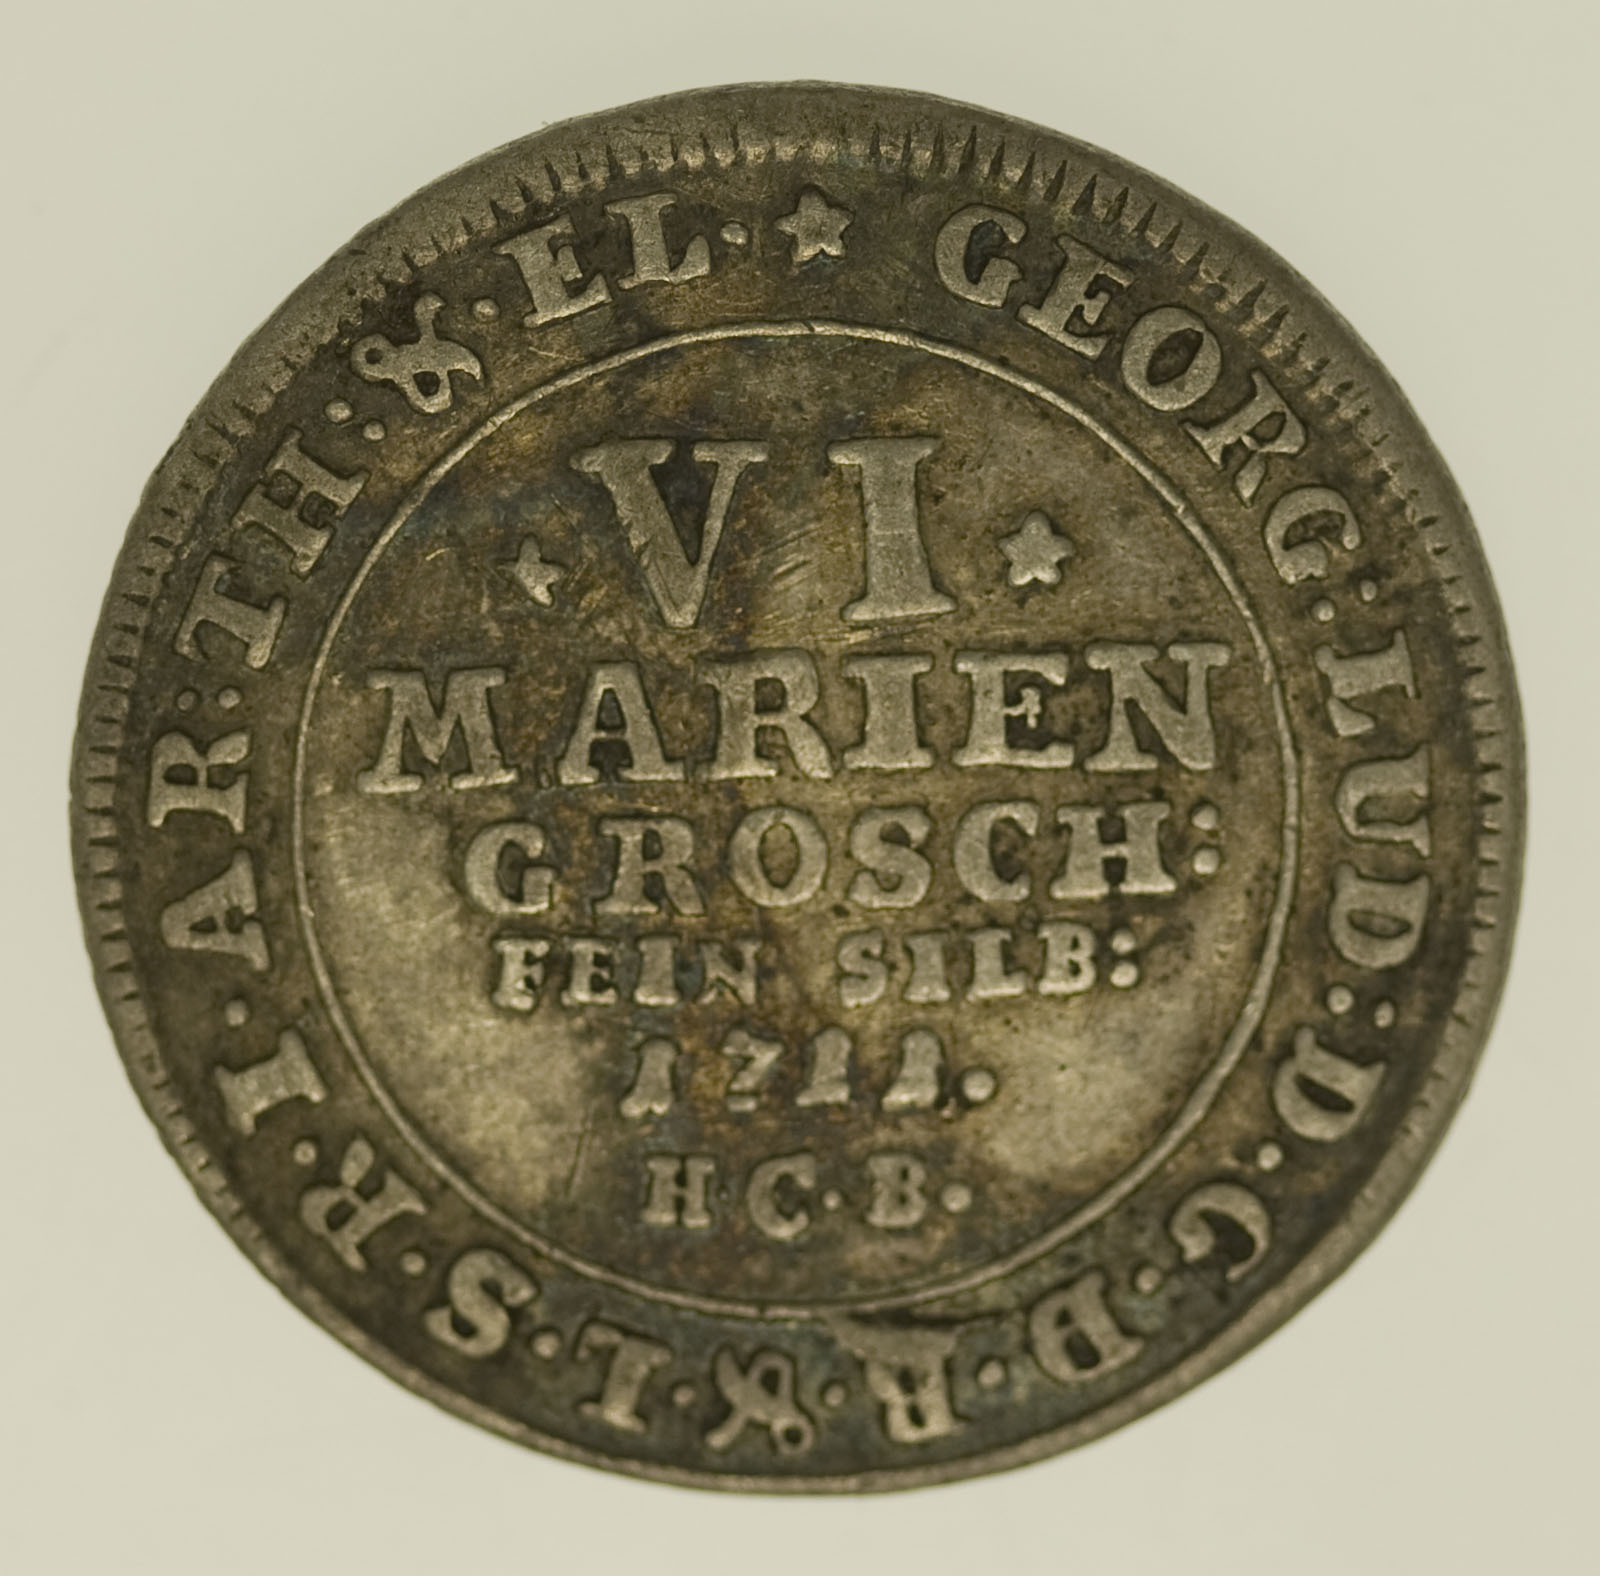 ★ GEORG: LUD: D. G. D. R. & L. S. R. I. AR: TH: & . EL.
★ VI ★
MARIEN
GROSCH:
FEIN SILB:
1711.
H. C. B.